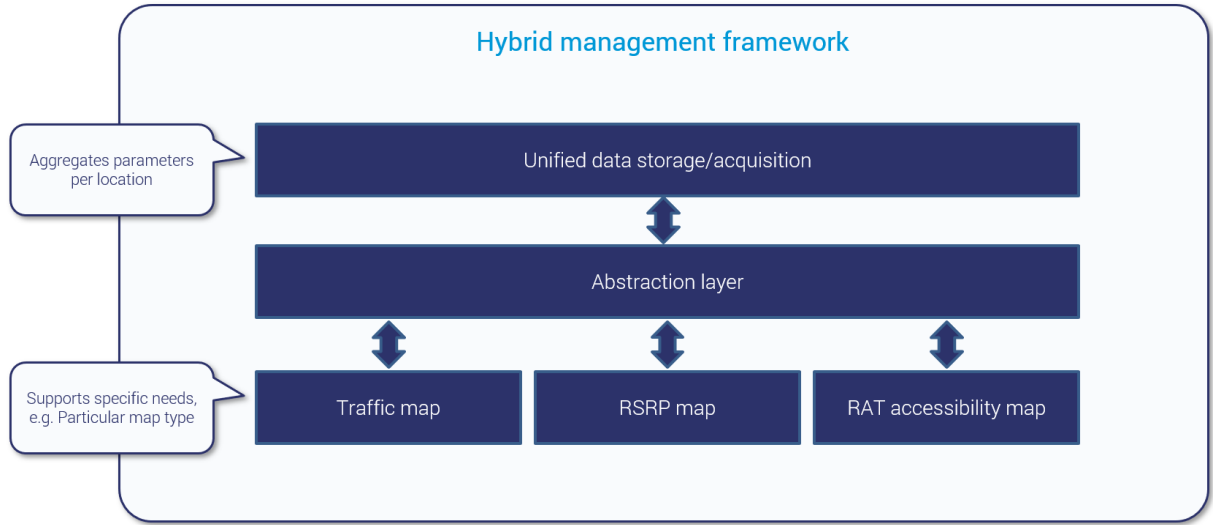 Hybrid management framework
Aggregates parameters
per location
Unified data storage/acquisition
Abstraction layer
Supports specific needs,
e.g. Particular map type
Traffic map
RSRP map
RAT accessibility map